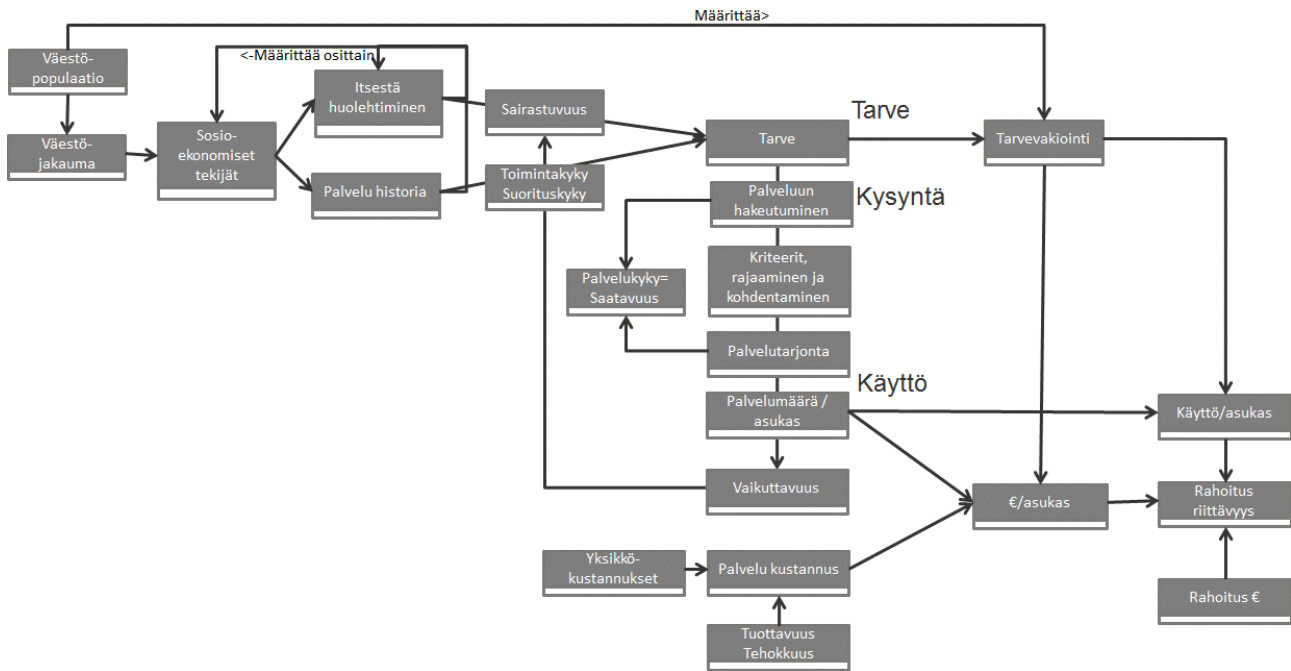 Määrittää>
Väestö-
populaatio
<-Määrittää osittain
Itsestä
huolehtiminen
Sairastuvuus
Tarve
Tarve
Tarvevakiointi
Väestö-
jakauma
Sosio-
ekonomiset
tekijät
Palvelu historia
Toimintakyky
Suorituskyky
Palveluun
hakeutuminen
Kysyntä
Kriteerit,
rajaaminen ja
kohdentaminen
Palvelukyky=
Saatavuus
Palvelutarjonta
Käyttö
Palvelumäärä /
asukas
Käyttö/asukas
Vaikuttavuus
€/asukas
Rahoitus
riittävyys
Yksikkö-
kustannukset
Palvelu kustannus
Rahoitus €
Tuottavuus
Tehokkuus